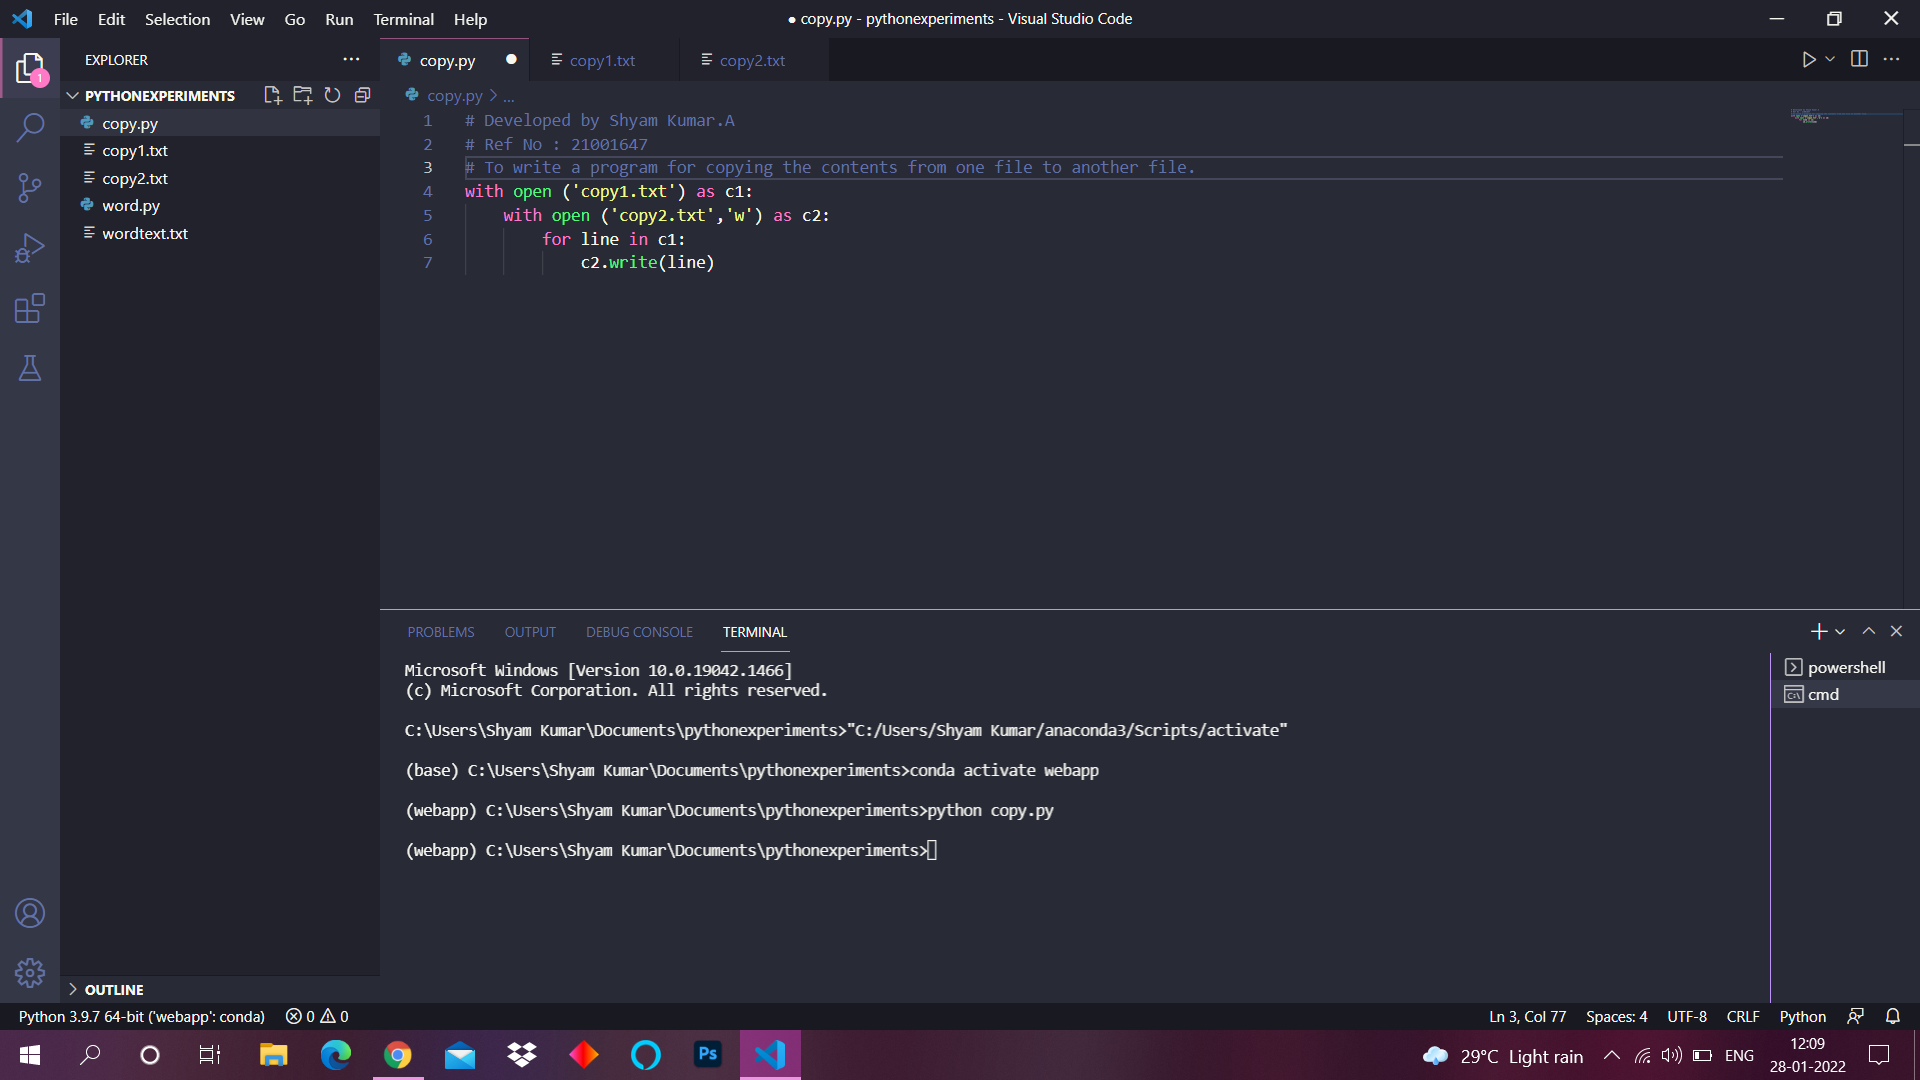 File Edit Selection View Go Run Terminal Help
● copy.py - pythonexperiments - Visual Studio Code
EXPLORER
1
PYTHONEXPERIMENTS
copy.py
copy1.txt
copy2.txt
word.py
wordtext.txt
OUTLINE
copy.py copy1.txt copy2.txt
copy.py > ...
1 # Developed by Shyam Kumar.A
2 # Ref No : 21001647
3 # To write a program for copying the contents from one file to another file.
4 with open ('copy1.txt') as c1:
5     with open ('copy2.txt','w') as c2:
6         for line in c1:
7             c2.write(line)
PROBLEMS OUTPUT DEBUG CONSOLE TERMINAL
Microsoft Windows [Version 10.0.19042.1466]
(c) Microsoft Corporation. All rights reserved.
C:\Users\Shyam Kumar\Documents\pythonexperiments>"C:/Users/Shyam Kumar/anaconda3/Scripts/activate"
(base) C:\Users\Shyam Kumar\Documents\pythonexperiments>conda activate webapp
(webapp) C:\Users\Shyam Kumar\Documents\pythonexperiments>python copy.py
(webapp) C:\Users\Shyam Kumar\Documents\pythonexperiments>
powershell
cmd
Python 3.9.7 64-bit ('webapp': conda) 0 0
Ln 3, Col 77 Spaces: 4 UTF-8 CRLF Python
Ps
29°C Light rain ENG
12:09
28-01-2022